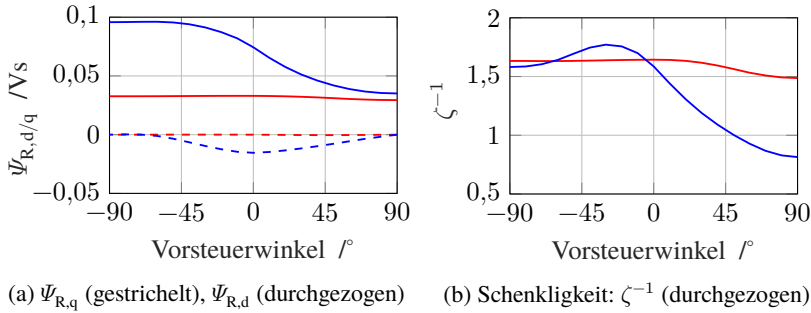 0,1
0,05
0
−0,05
Ψ_R,d/q /Vs
−90 −45 0 45 90
Vorsteuerwinkel /°
(a) Ψ_R,q (gestrichelt), Ψ_R,d (durchgezogen)
2
1,5
1
0,5
ζ⁻¹
−90 −45 0 45 90
Vorsteuerwinkel /°
(b) Schenkligkeit: ζ⁻¹ (durchgezogen)